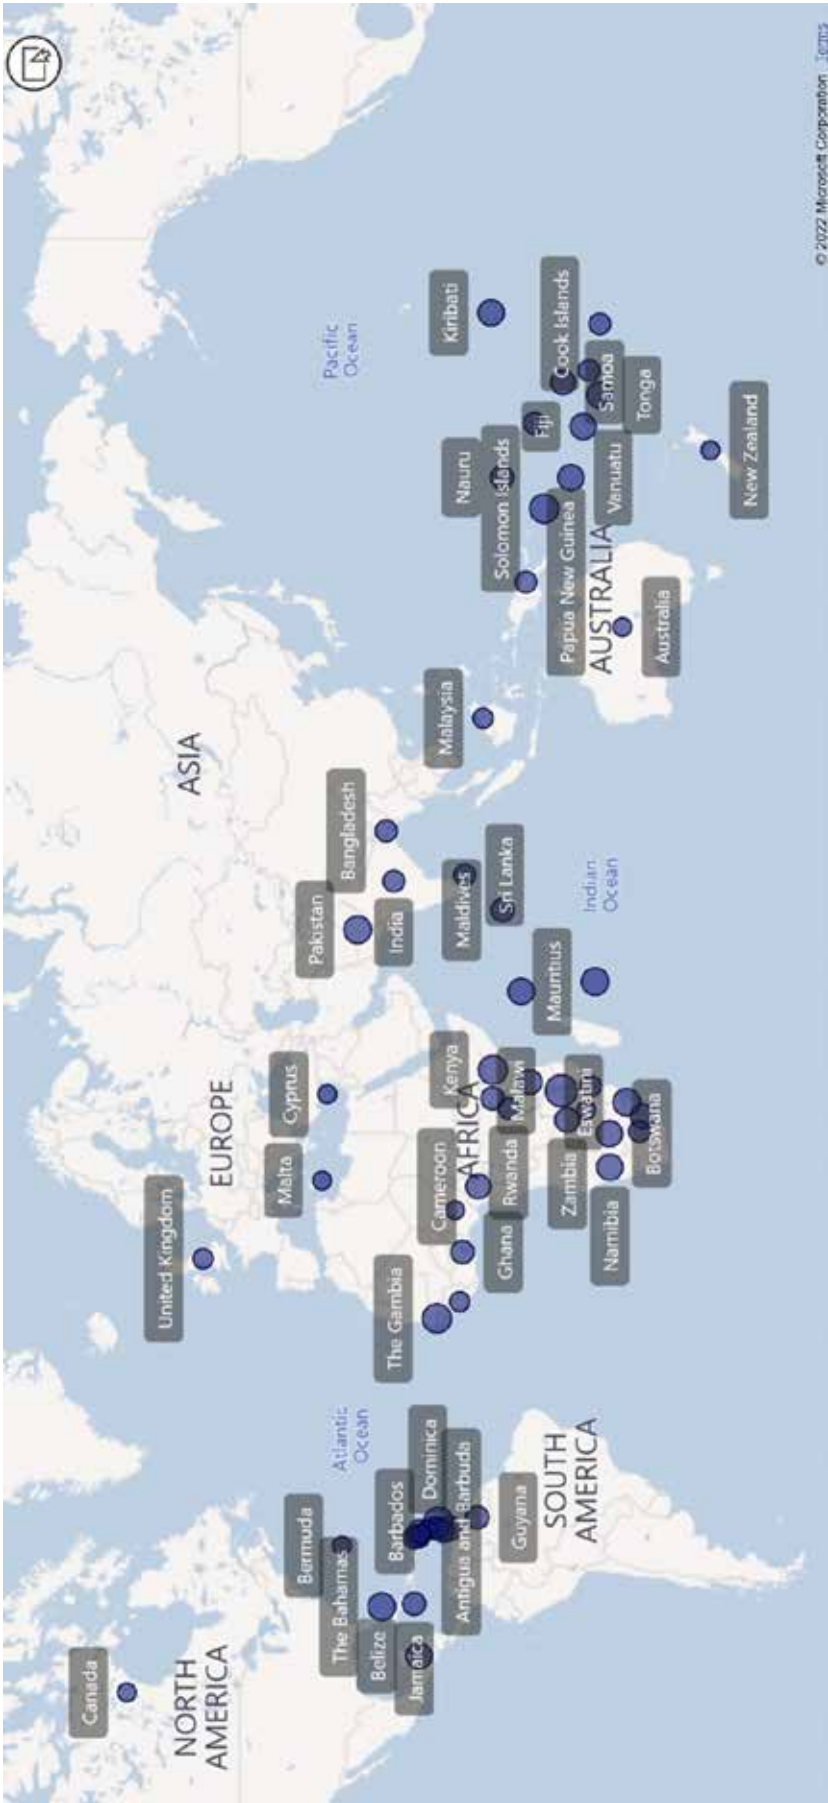 Canada
NORTH
AMERICA
Bermuda
The Bahamas
Belize
Jamaica
Barbados
Dominica
Antigua and Barbuda
Guyana
SOUTH
AMERICA
Atlantic
Ocean
United Kingdom
EUROPE
Malta
Cyprus
The Gambia
Ghana
Cameroon
AFRICA
Rwanda
Kenya
Malawi
Zambia
Eswatini
Namibia
Botswana
Mauritius
ASIA
Pakistan
India
Bangladesh
Maldives
Sri Lanka
Indian
Ocean
Malaysia
Pacific
Ocean
Nauru
Solomon Islands
Papua New Guinea
AUSTRALIA
Australia
Kiribati
Cook Islands
Fiji
Samoa
Tonga
Vanuatu
New Zealand
© 2022 Microsoft Corporation Terms